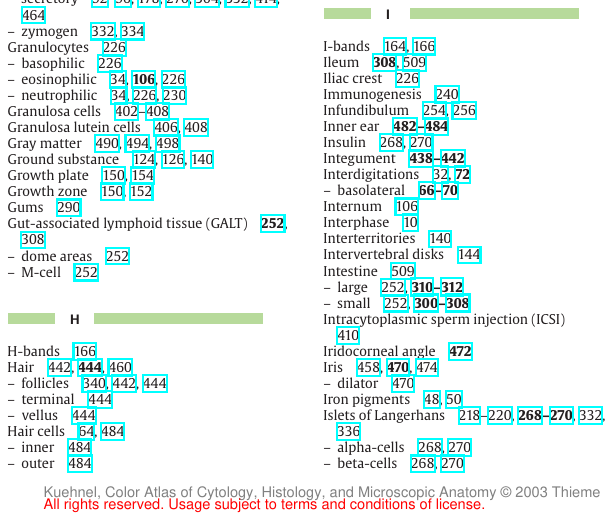 464
– zymogen 332, 334
Granulocytes 226
– basophilic 226
– eosinophilic 34, 106, 226
– neutrophilic 34, 226, 230
Granulosa cells 402–408
Granulosa lutein cells 406, 408
Gray matter 490, 494, 498
Ground substance 124, 126, 140
Growth plate 150, 154
Growth zone 150, 152
Gums 290
Gut-associated lymphoid tissue (GALT) 252,
308
– dome areas 252
– M-cell 252
H
H-bands 166
Hair 442, 444, 460
– follicles 340, 442, 444
– terminal 444
– vellus 444
Hair cells 64, 484
– inner 484
– outer 484
I
I-bands 164, 166
Ileum 308, 509
Iliac crest 226
Immunogenesis 240
Infundibulum 254, 256
Inner ear 482–484
Insulin 268, 270
Integument 438–442
Interdigitations 32, 72
– basolateral 66–70
Internum 106
Interphase 10
Interterritories 140
Intervertebral disks 144
Intestine 509
– large 252, 310–312
– small 252, 300–308
Intracytoplasmic sperm injection (ICSI)
410
Iridocorneal angle 472
Iris 458, 470, 474
– dilator 470
Iron pigments 48, 50
Islets of Langerhans 218–220, 268–270, 332,
336
– alpha-cells 268, 270
– beta-cells 268, 270
Kuehnel, Color Atlas of Cytology, Histology, and Microscopic Anatomy © 2003 Thieme
All rights reserved. Usage subject to terms and conditions of license.